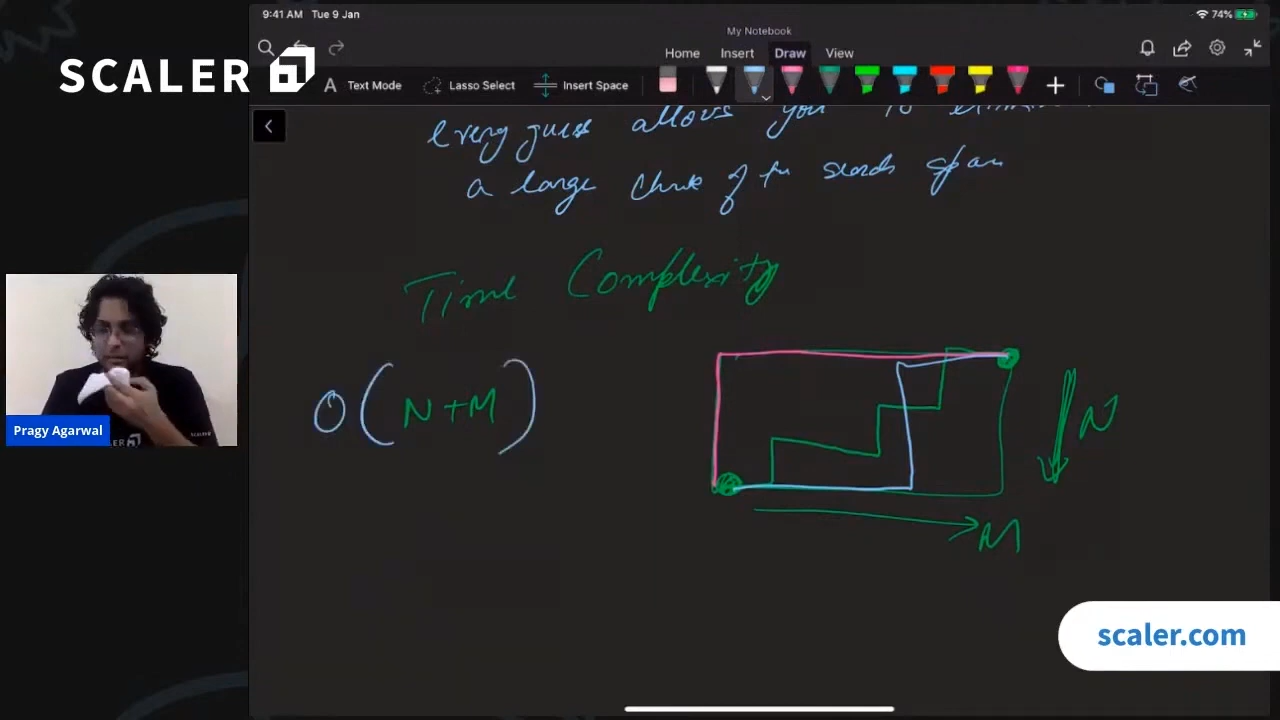 9:41 AM Tue 9 Jan
74%
My Notebook
Home Insert Draw View
SCALER
A Text Mode Lasso Select Insert Space
every guess allows you to
a large chunk of the search space
Time Complexity
O(N+M)
N
M
Pragy Agarwal
SCALER
scaler.com